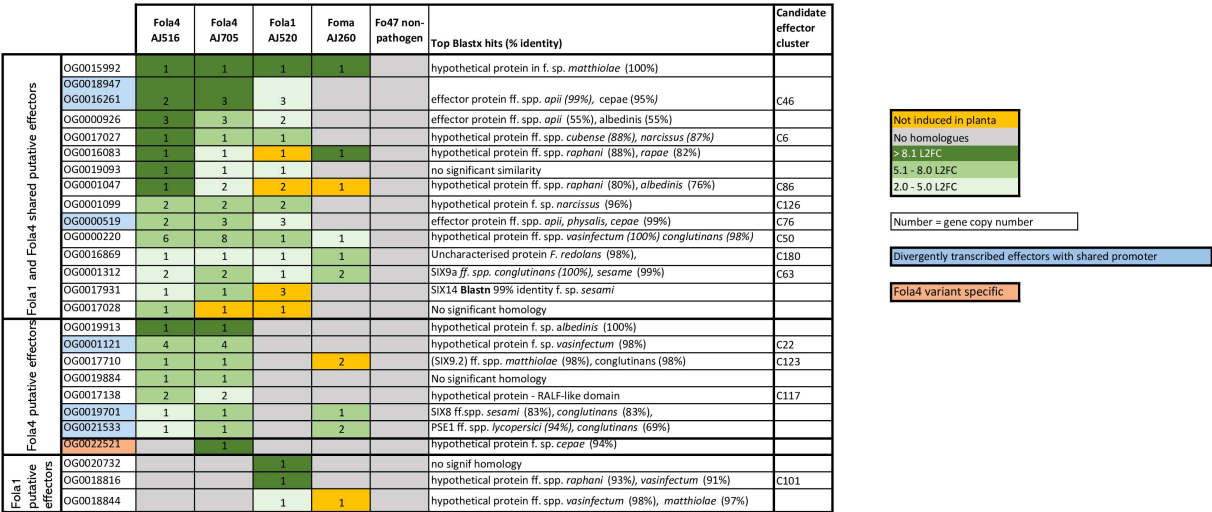 Fola4 AJ516 Fola4 AJ705 Fola1 AJ520 Foma AJ260 Fo47 non-pathogen Top Blastx hits (% identity) Candidate effector cluster
Fola1 and Fola4 shared putative effectors
OG0015992 1 1 1 1 hypothetical protein in f. sp. matthiolae (100%)
OG0018947
OG0016261 2 3 3 effector protein ff. spp. apii (99%), cepae (95%) C46
OG0000926 3 3 2 effector protein ff. spp. apii (55%), albedinis (55%)
OG0017027 1 1 1 hypothetical protein ff. spp. cubense (88%), narcissus (87%) C6
OG0016083 1 1 1 1 hypothetical protein ff. spp. raphani (88%), rapae (82%)
OG0019093 1 1 1 no significant similarity
OG0001047 1 2 2 1 hypothetical protein ff. spp. raphani (80%), albedinis (76%) C86
OG0001099 2 2 2 hypothetical protein f. sp. narcissus (96%) C126
OG0000519 2 3 3 effector protein ff. spp. apii, physalis, cepae (99%) C76
OG0000220 6 8 1 1 hypothetical protein ff. spp. vasinfectum (100%) conglutinans (98%) C50
OG0016869 1 1 1 1 Uncharacterised protein F. redolans (98%), C180
OG0001312 2 2 1 2 SIX9a ff. spp. conglutinans (100%), sesame (99%) C63
OG0017931 1 1 3 SIX14 Blastn 99% identity f. sp. sesami
OG0017028 1 1 1 No significant homology
Fola4 putative effectors
OG0019913 1 1 hypothetical protein f. sp. albedinis (100%)
OG0001121 4 4 hypothetical protein f. sp. vasinfectum (98%) C22
OG0017710 1 1 2 (SIX9.2) ff. spp. matthiolae (98%), conglutinans (98%) C123
OG0019884 1 1 No significant homology
OG0017138 2 2 hypothetical protein - RALF-like domain C117
OG0019701 1 1 1 SIX8 ff.spp. sesami (83%), conglutinans (83%),
OG0021533 1 1 2 PSE1 ff. spp. lycopersici (94%), conglutinans (69%)
OG0022521 1 hypothetical protein f. sp. cepae (94%)
Fola1 putative effectors
OG0020732 1 no signif homology
OG0018816 1 hypothetical protein ff. spp. raphani (93%), vasinfectum (91%) C101
OG0018844 1 1 hypothetical protein ff. spp. vasinfectum (98%), matthiolae (97%)
Not induced in planta
No homologues
> 8.1 L2FC
5.1 - 8.0 L2FC
2.0 - 5.0 L2FC
Number = gene copy number
Divergently transcribed effectors with shared promoter
Fola4 variant specific